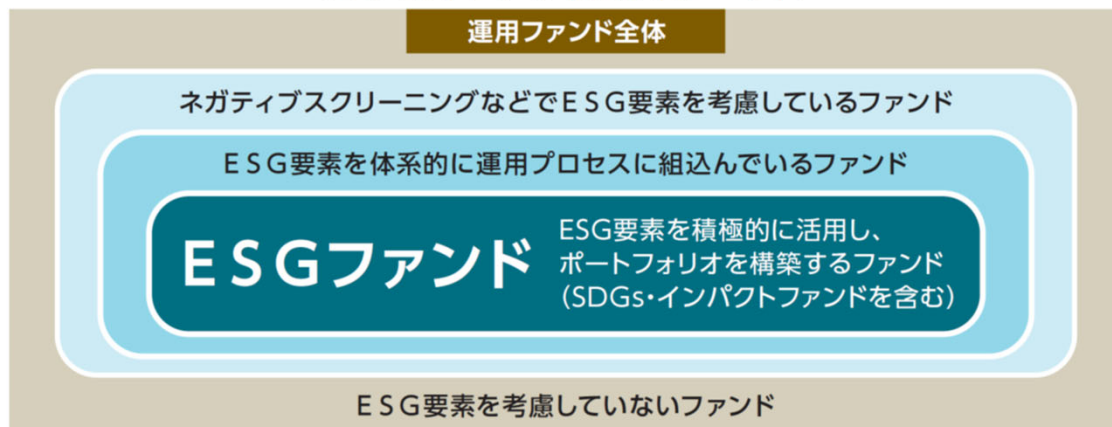 運用ファンド全体
ネガティブスクリーニングなどでＥＳＧ要素を考慮しているファンド
ＥＳＧ要素を体系的に運用プロセスに組込んでいるファンド
ＥＳＧファンド
ESG要素を積極的に活用し、
ポートフォリオを構築するファンド
（SDGs・インパクトファンドを含む）
ＥＳＧ要素を考慮していないファンド